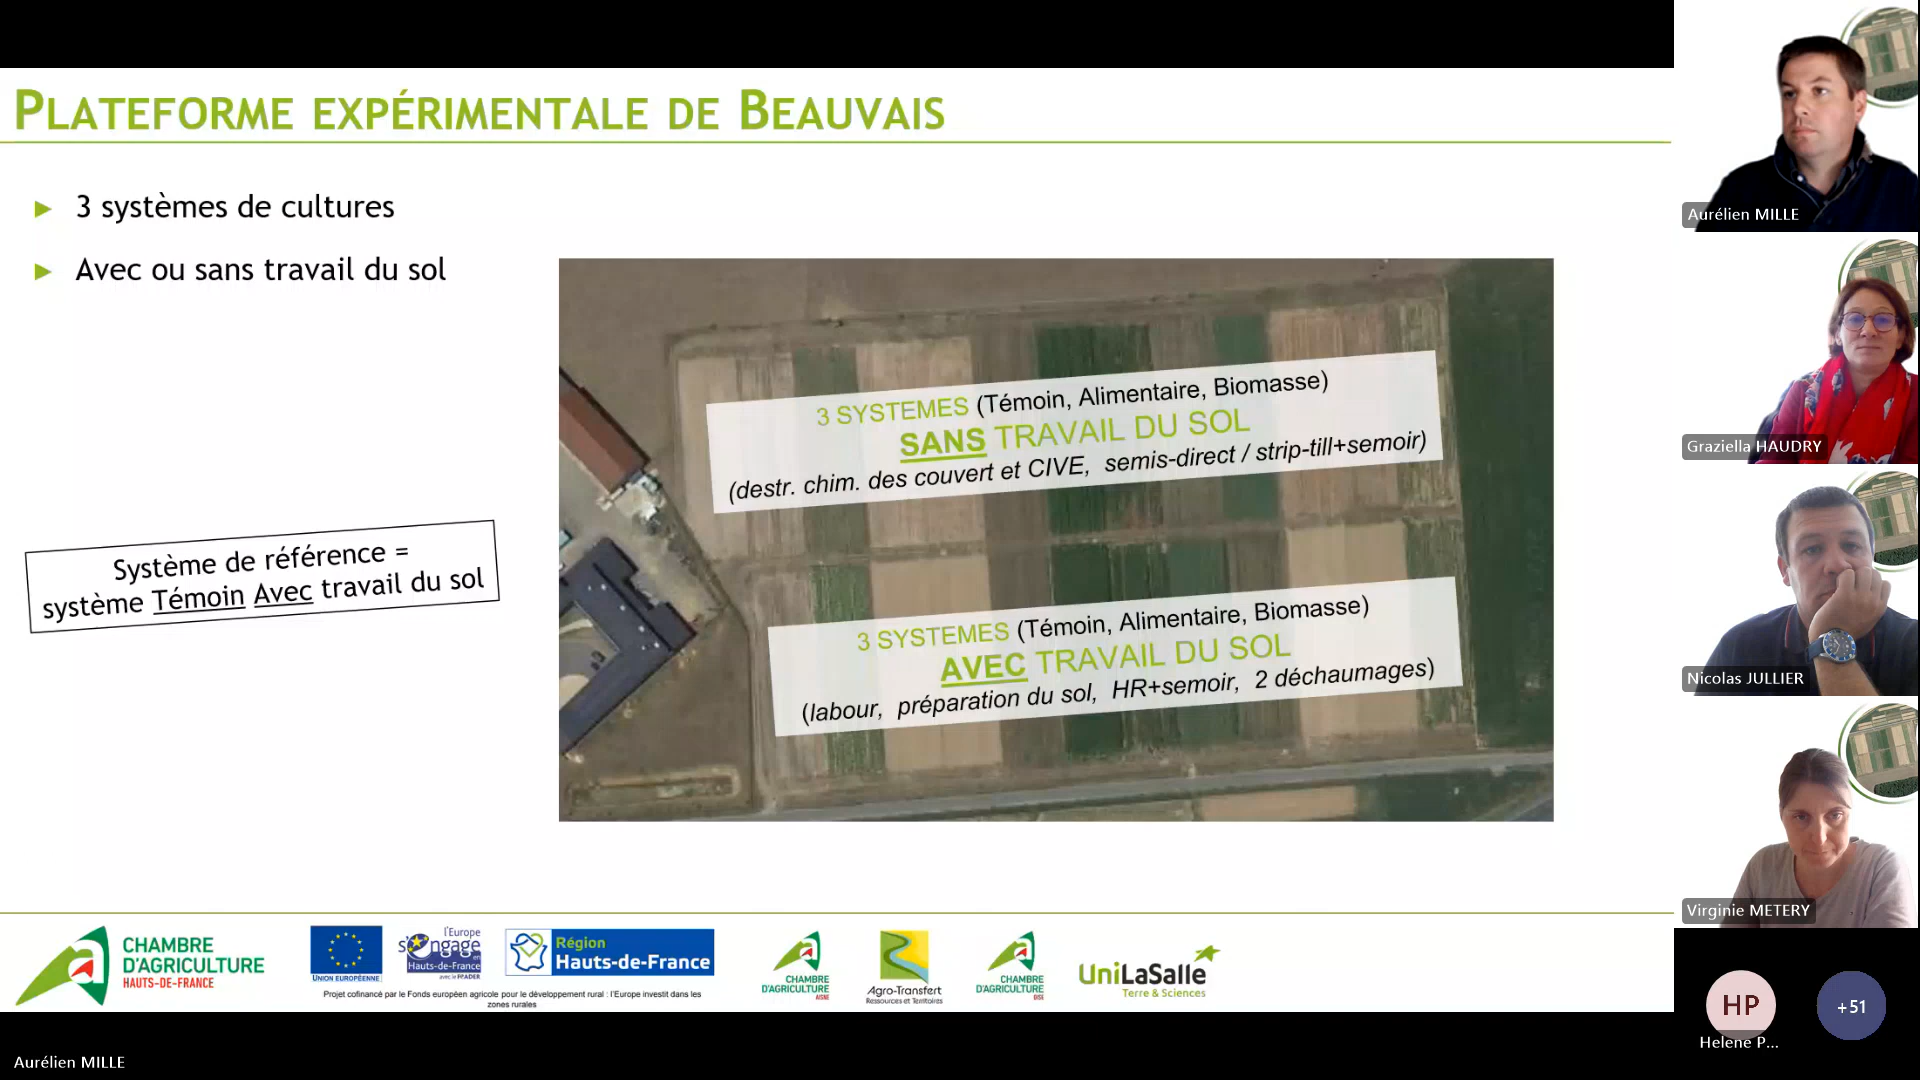 PLATEFORME EXPÉRIMENTALE DE BEAUVAIS
3 systèmes de cultures
Avec ou sans travail du sol
3 SYSTEMES (Témoin, Alimentaire, Biomasse)
SANS TRAVAIL DU SOL
(destr. chim. des couvert et CIVE, semis-direct / strip-till+semoir)
Système de référence =
système Témoin Avec travail du sol
3 SYSTEMES (Témoin, Alimentaire, Biomasse)
AVEC TRAVAIL DU SOL
(labour, préparation du sol, HR+semoir, 2 déchaumages)
CHAMBRE
D'AGRICULTURE
HAUTS-DE-FRANCE
UNION EUROPÉENNE
l'Europe
s'Engage
en
Hauts-de-France
avec le FEADER
Région
Hauts-de-France
Projet cofinancé par le Fonds européen agricole pour le développement rural : l'Europe investit dans les
zones rurales
CHAMBRE
D'AGRICULTURE
AISNE
Agro-Transfert
Ressources et Territoires
CHAMBRE
D'AGRICULTURE
OISE
UniLaSalle
Terre & Sciences
Aurélien MILLE
Graziella HAUDRY
Nicolas JULLIER
Virginie METERY
HP
Helene P...
+51
Aurélien MILLE